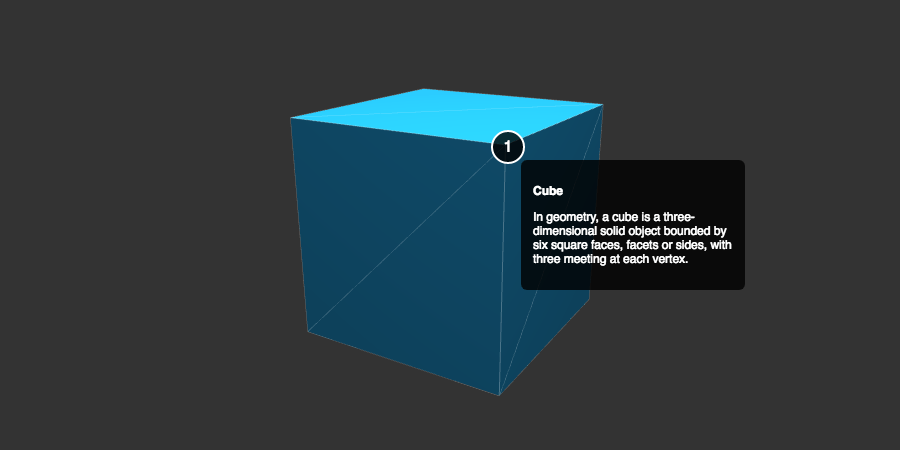 1
Cube
In geometry, a cube is a three-
dimensional solid object bounded by
six square faces, facets or sides, with
three meeting at each vertex.